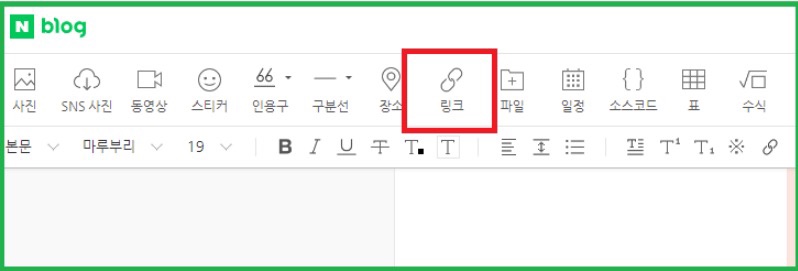 N blog
사진 SNS 사진 동영상 스티커 인용구 구분선 장소 링크 파일 일정 소스코드 표 수식
본문 마루부리 19 B I U T T. T T T¹ T₁ ※